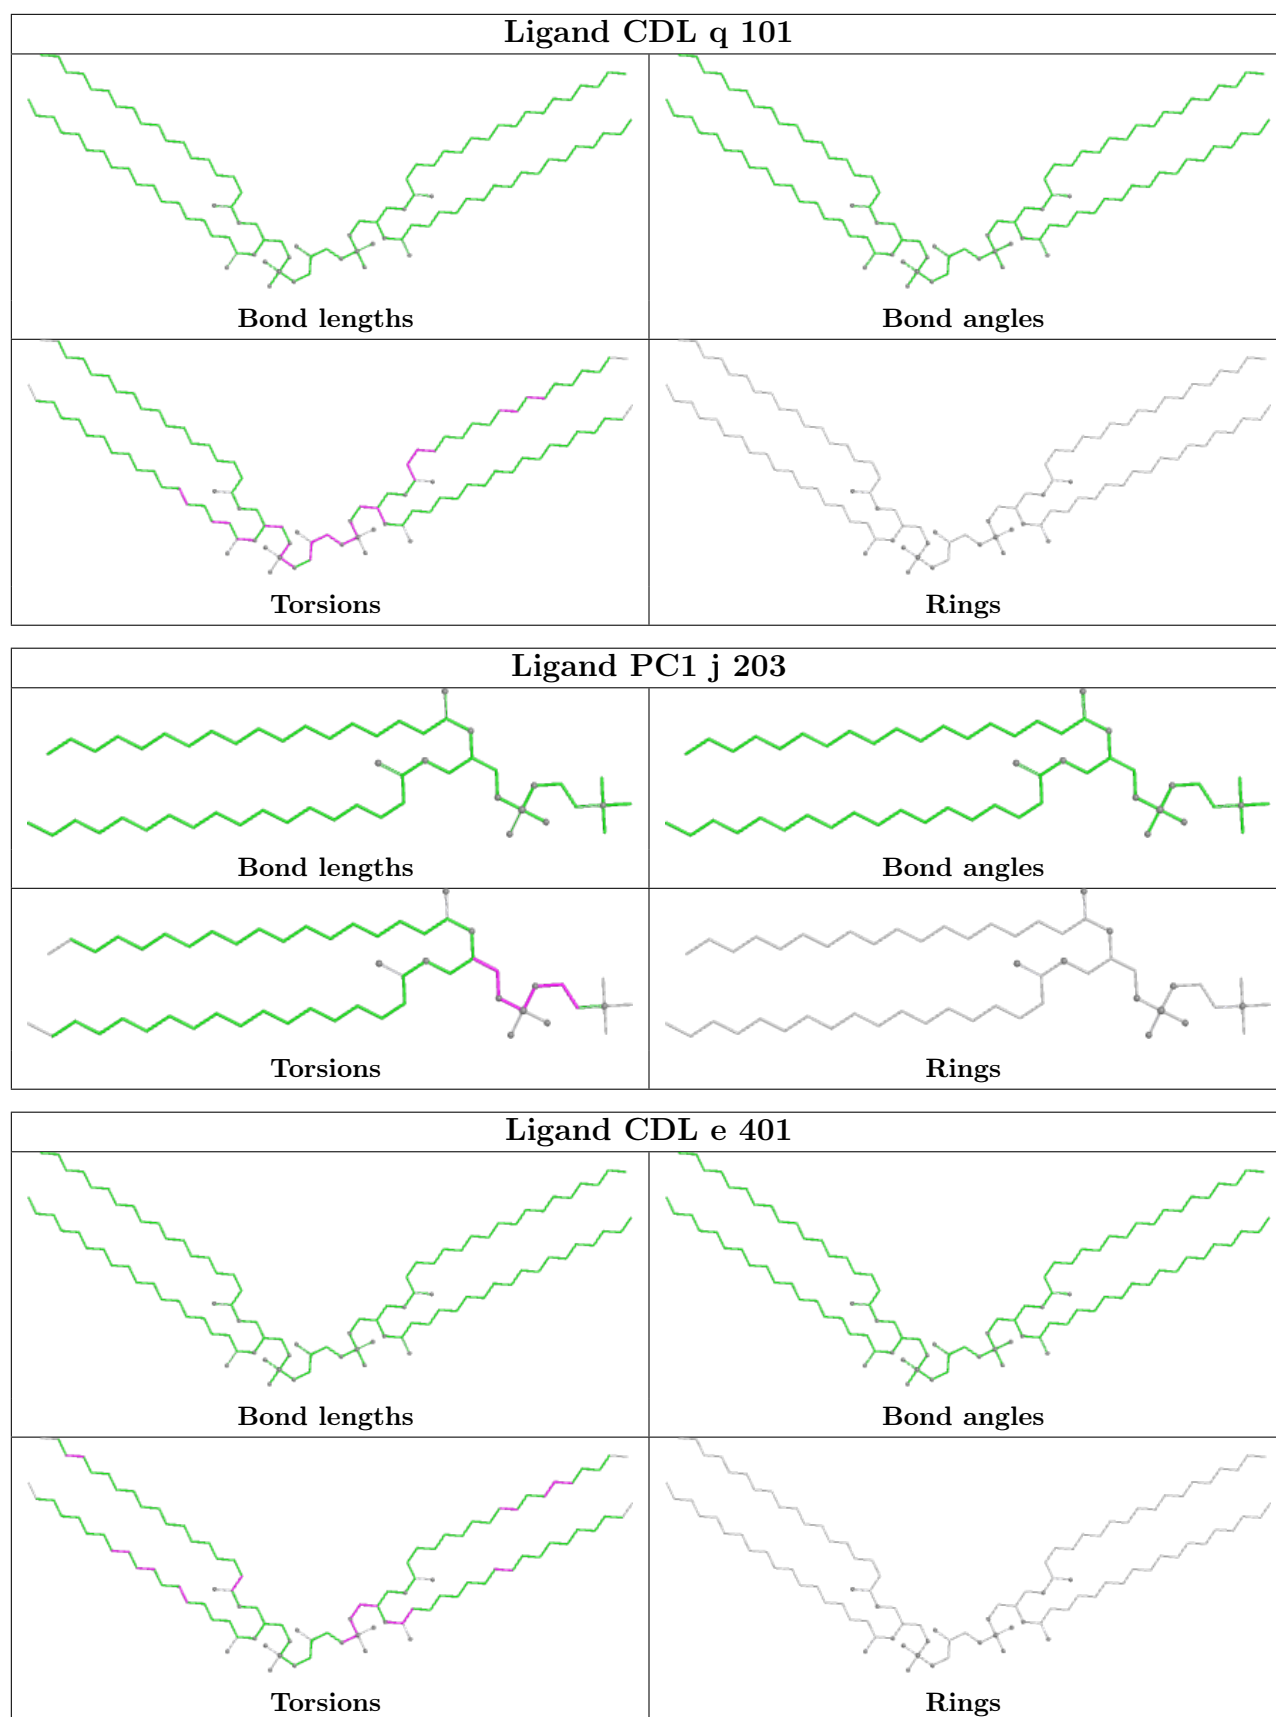 Ligand CDL q 101
Bond lengths
Bond angles
Torsions
Rings
Ligand PC1 j 203
Bond lengths
Bond angles
Torsions
Rings
Ligand CDL e 401
Bond lengths
Bond angles
Torsions
Rings